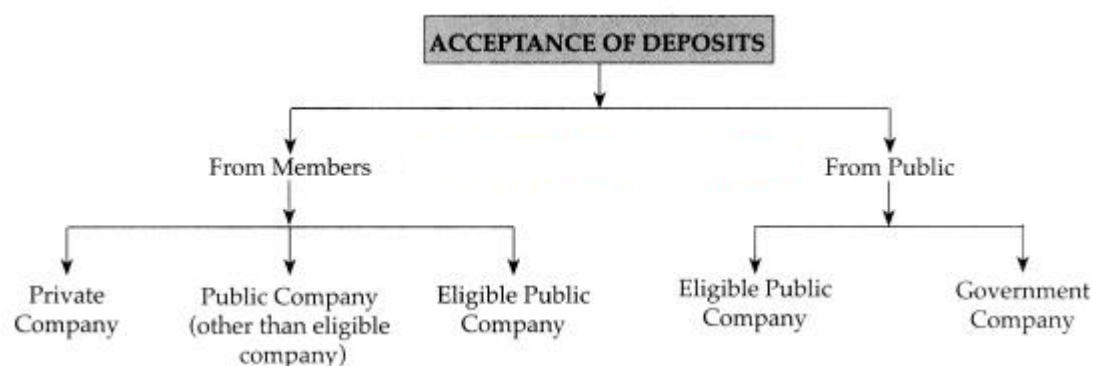 ACCEPTANCE OF DEPOSITS
From Members
From Public
Private
Company
Public Company
(other than eligible
company)
Eligible Public
Company
Eligible Public
Company
Government
Company